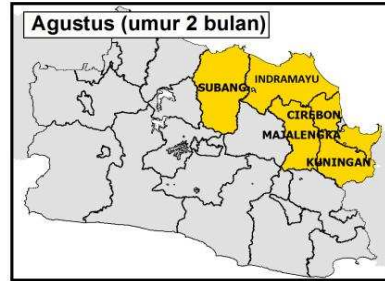 Agustus (umur 2 bulan)
INDRAMAYU
SUBANG
CIREBON
MAJALENGKA
KUNINGAN